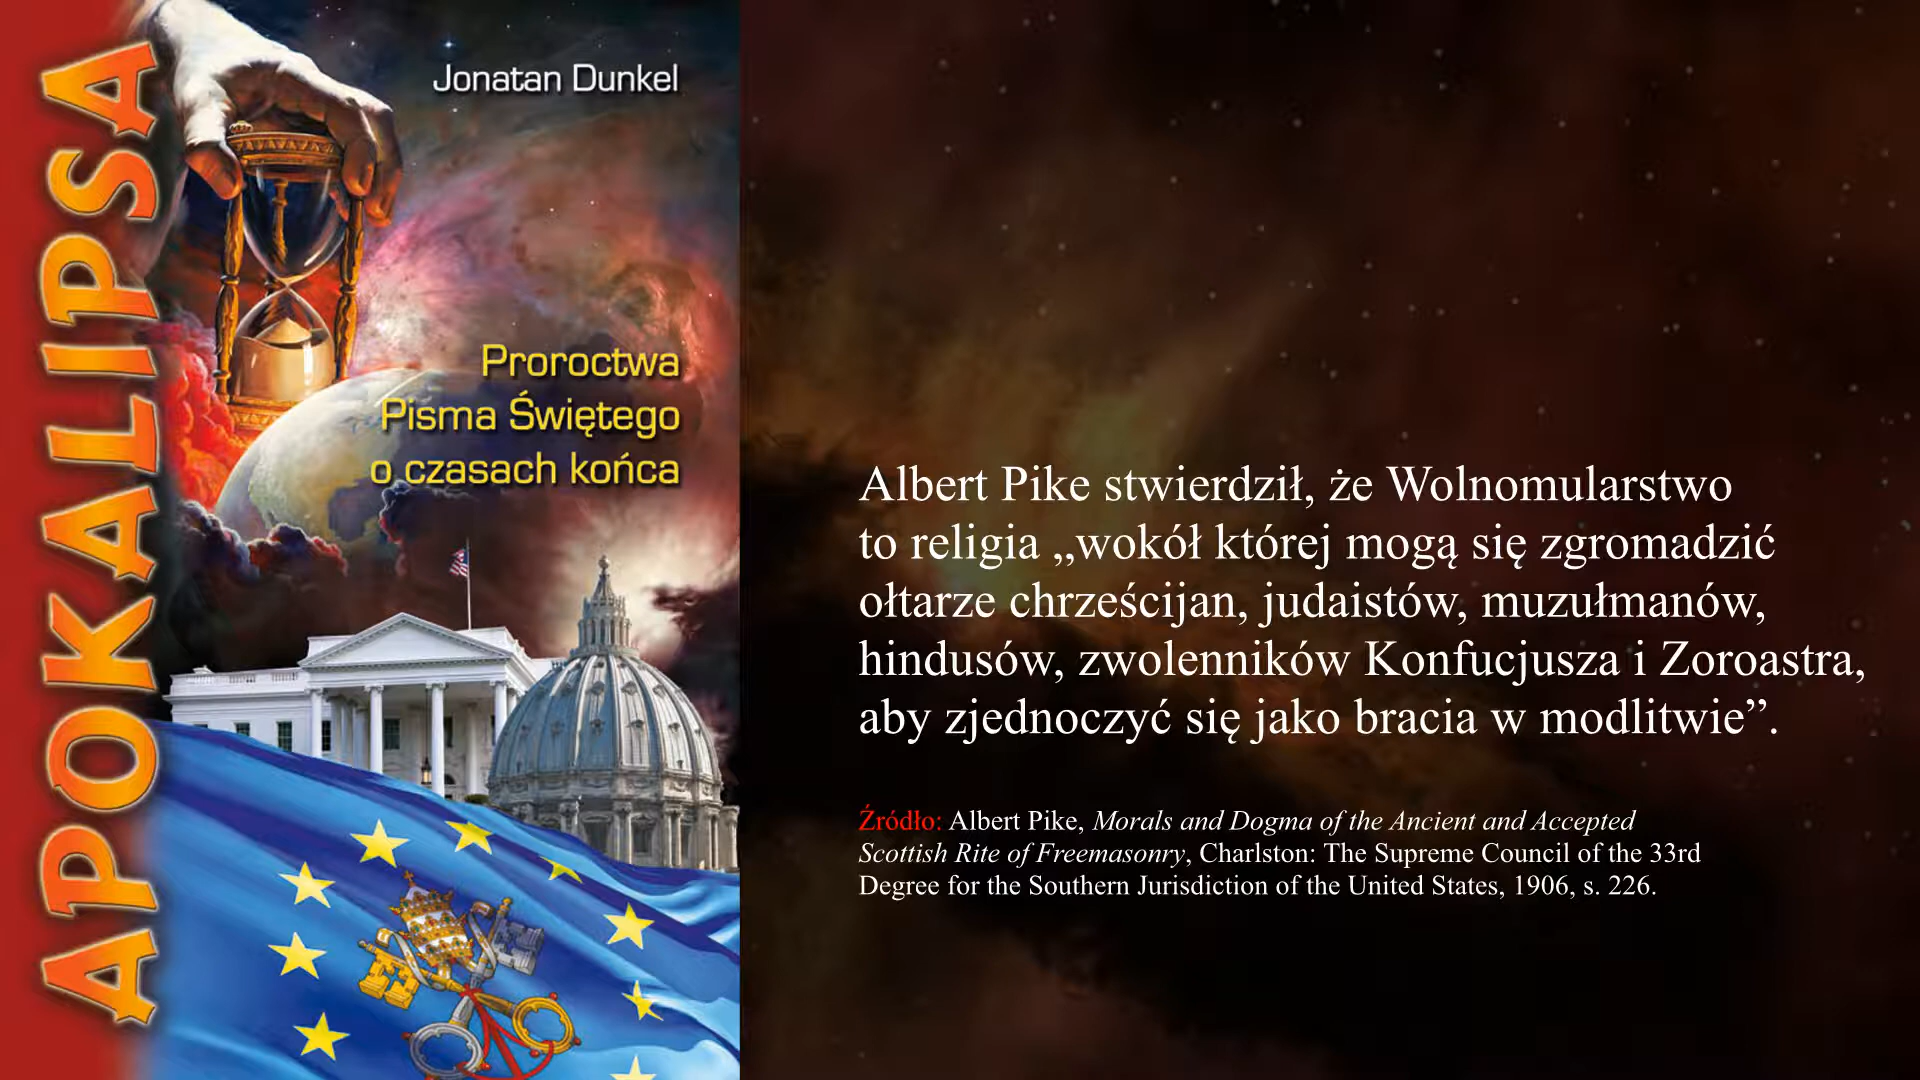 APOKALIPSA
Jonatan Dunkel
Proroctwa
Pisma Świętego
o czasach końca
Albert Pike stwierdził, że Wolnomularstwo
to religia „wokół której mogą się zgromadzić
ołtarze chrześcijan, judaistów, muzułmanów,
hindusów, zwolenników Konfucjusza i Zoroastra,
aby zjednoczyć się jako bracia w modlitwie”.
Źródło: Albert Pike, Morals and Dogma of the Ancient and Accepted
Scottish Rite of Freemasonry, Charlston: The Supreme Council of the 33rd
Degree for the Southern Jurisdiction of the United States, 1906, s. 226.